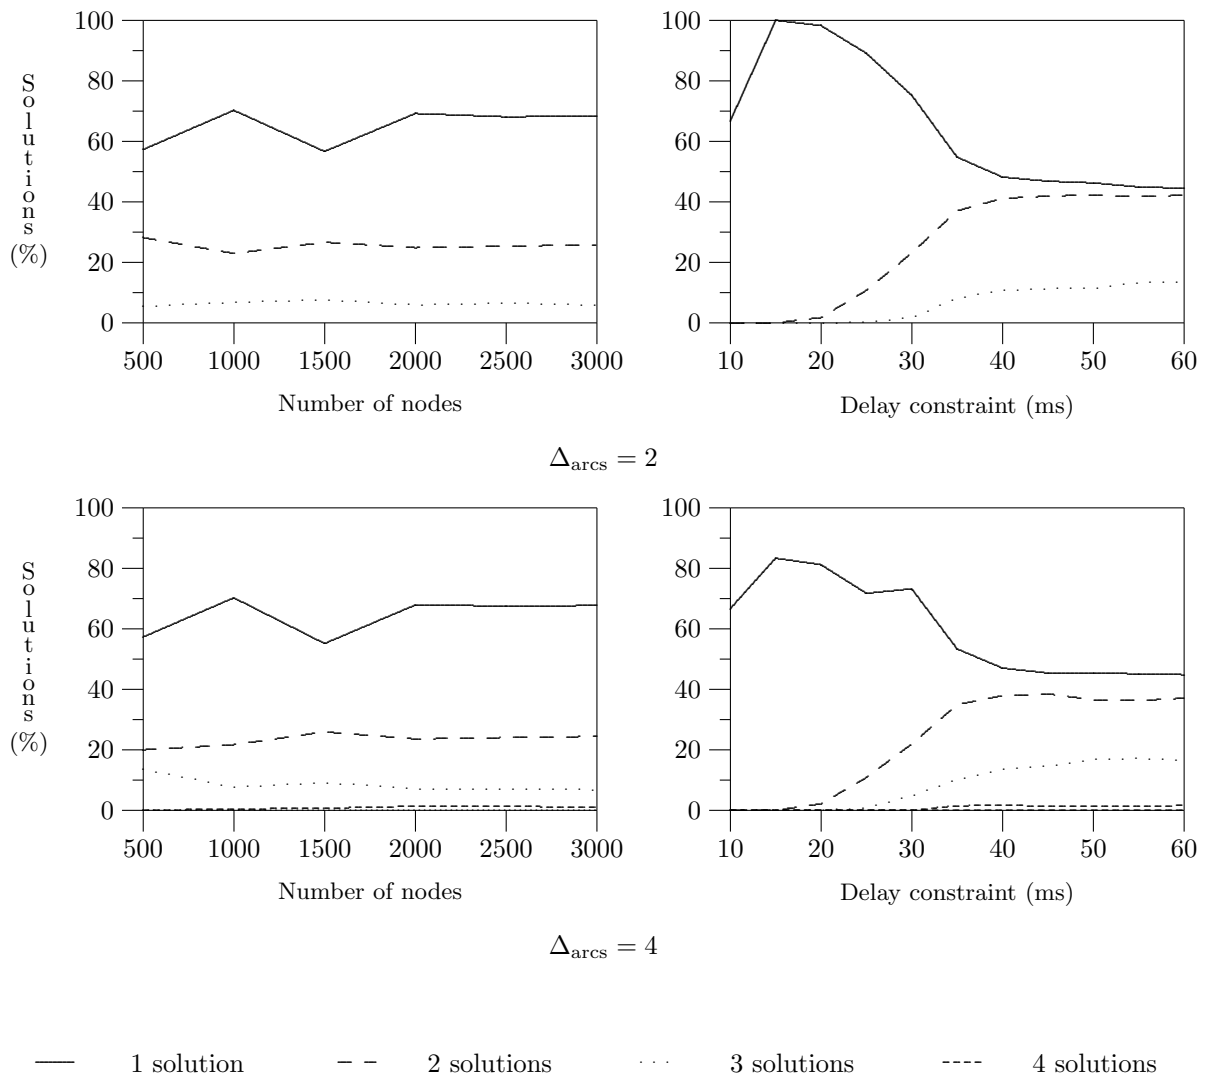 100
80
60
40
20
0
Solutions
(%)
500 1000 1500 2000 2500 3000
Number of nodes
100
80
60
40
20
0
10 20 30 40 50 60
Delay constraint (ms)
Δarcs = 2
100
80
60
40
20
0
Solutions
(%)
500 1000 1500 2000 2500 3000
Number of nodes
100
80
60
40
20
0
10 20 30 40 50 60
Delay constraint (ms)
Δarcs = 4
1 solution 2 solutions 3 solutions 4 solutions